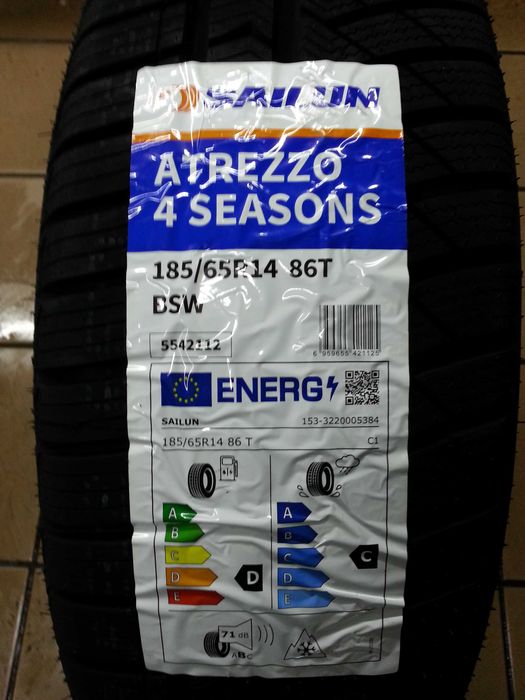 SAILUN
ATREZZO
4 SEASONS
185/65R14 86T
BSW
5542112
6 959655 421125
ENERG
SAILUN 153-3220005384
185/65R14 86 T C1
A A
B B
C C C
D D D
E E
71 dB
ABC